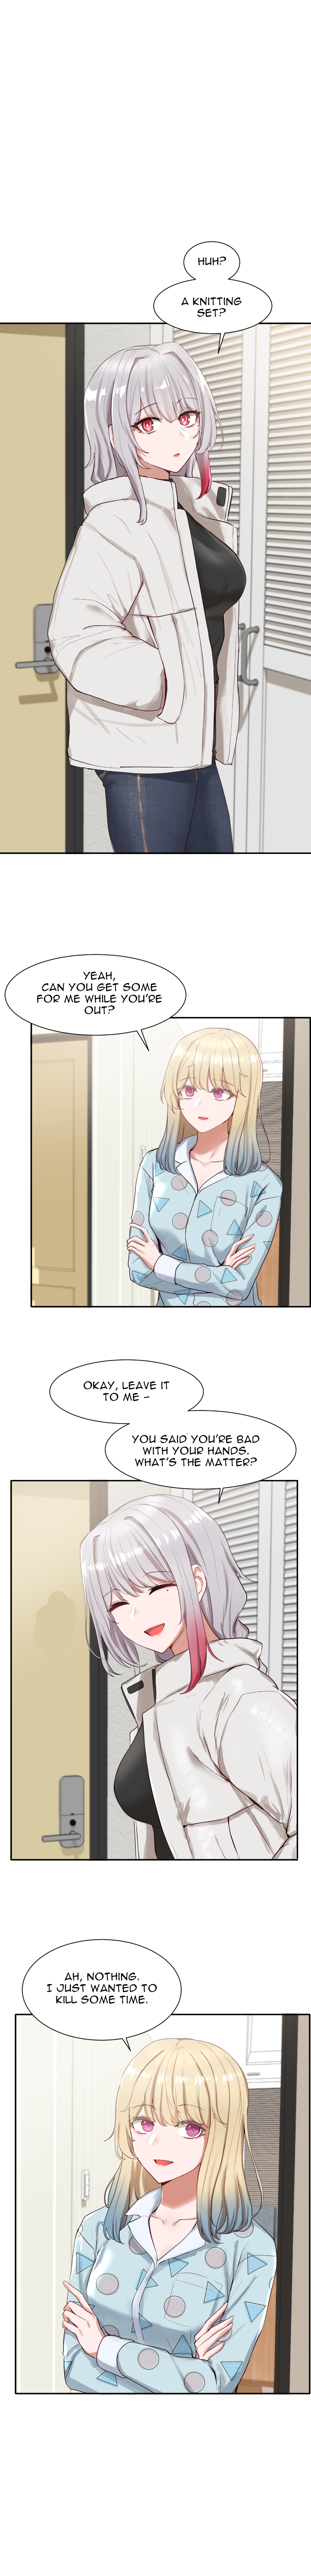 HUH?
A KNITTING
SET?
YEAH,
CAN YOU GET SOME
FOR ME WHILE YOU'RE
OUT?
OKAY, LEAVE IT
TO ME -
YOU SAID YOU'RE BAD
WITH YOUR HANDS.
WHAT'S THE MATTER?
AH, NOTHING.
I JUST WANTED TO
KILL SOME TIME.